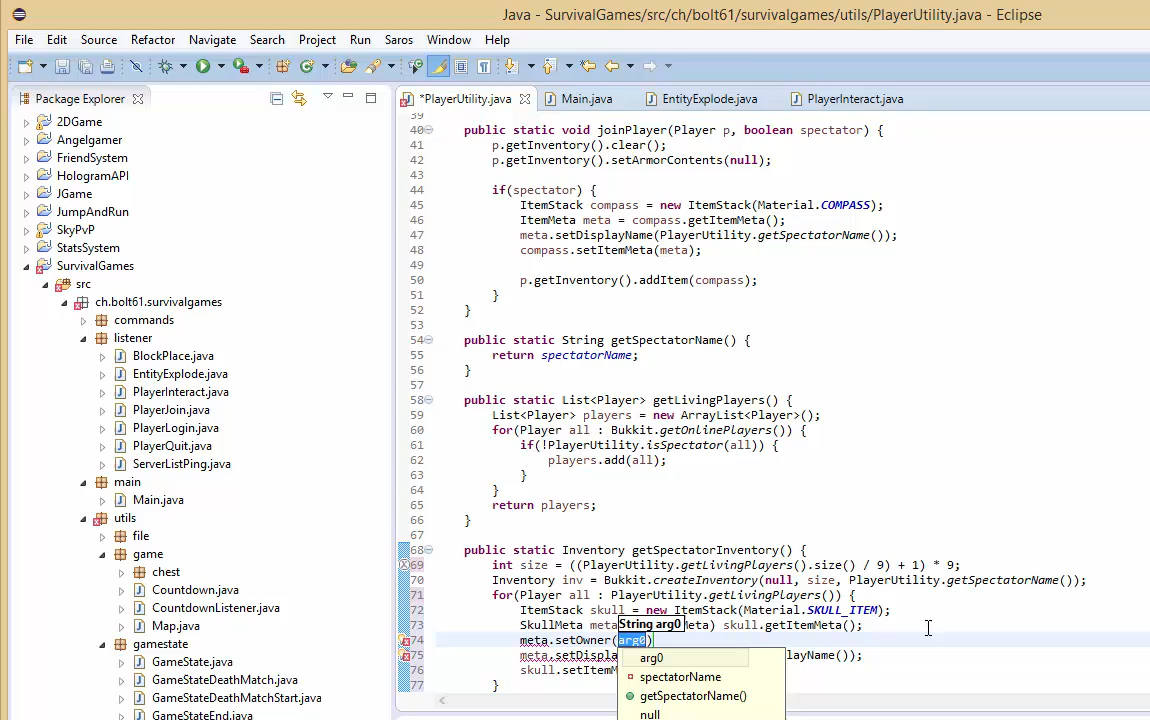 Java - SurvivalGames/src/ch/bolt61/survivalgames/utils/PlayerUtility.java - Eclipse
File Edit Source Refactor Navigate Search Project Run Saros Window Help
Package Explorer
*PlayerUtility.java Main.java EntityExplode.java PlayerInteract.java
2DGame
Angelgamer
FriendSystem
HologramAPI
JGame
JumpAndRun
SkyPvP
StatsSystem
SurvivalGames
src
ch.bolt61.survivalgames
commands
listener
BlockPlace.java
EntityExplode.java
PlayerInteract.java
PlayerJoin.java
PlayerLogin.java
PlayerQuit.java
ServerListPing.java
main
Main.java
utils
file
game
chest
Countdown.java
CountdownListener.java
Map.java
gamestate
GameState.java
GameStateDeathMatch.java
GameStateDeathMatchStart.java
GameStateEnd.java
39
40 public static void joinPlayer(Player p, boolean spectator) {
41 p.getInventory().clear();
42 p.getInventory().setArmorContents(null);
43
44 if(spectator) {
45 ItemStack compass = new ItemStack(Material.COMPASS);
46 ItemMeta meta = compass.getItemMeta();
47 meta.setDisplayName(PlayerUtility.getSpectatorName());
48 compass.setItemMeta(meta);
49
50 p.getInventory().addItem(compass);
51 }
52 }
53
54 public static String getSpectatorName() {
55 return spectatorName;
56 }
57
58 public static List<Player> getLivingPlayers() {
59 List<Player> players = new ArrayList<Player>();
60 for(Player all : Bukkit.getOnlinePlayers()) {
61 if(!PlayerUtility.isSpectator(all)) {
62 players.add(all);
63 }
64 }
65 return players;
66 }
67
68 public static Inventory getSpectatorInventory() {
69 int size = ((PlayerUtility.getLivingPlayers().size() / 9) + 1) * 9;
70 Inventory inv = Bukkit.createInventory(null, size, PlayerUtility.getSpectatorName());
71 for(Player all : PlayerUtility.getLivingPlayers()) {
72 ItemStack skull = new ItemStack(Material.SKULL_ITEM);
73 SkullMeta meta String arg0 Meta) skull.getItemMeta();
74 meta.setOwner(arg0)
75 meta.setDispla layName());
76 skull.setItemM
77 }
arg0
spectatorName
getSpectatorName()
null